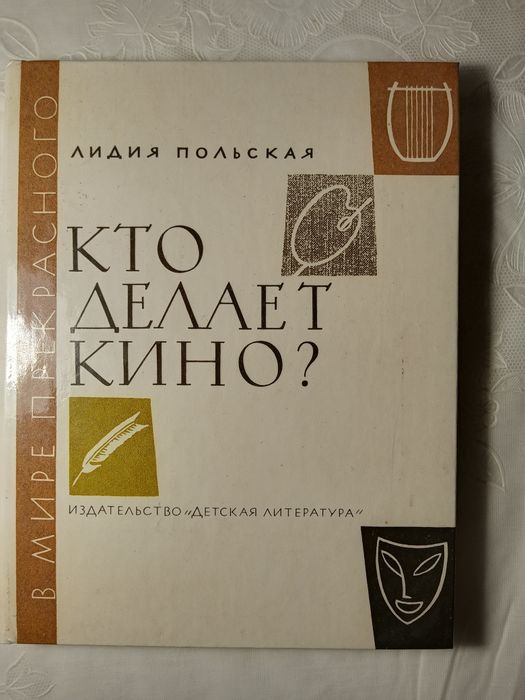 В МИРЕ ПРЕКРАСНОГО
ЛИДИЯ ПОЛЬСКАЯ
КТО
ДЕЛАЕТ
КИНО?
ИЗДАТЕЛЬСТВО „ДЕТСКАЯ ЛИТЕРАТУРА“